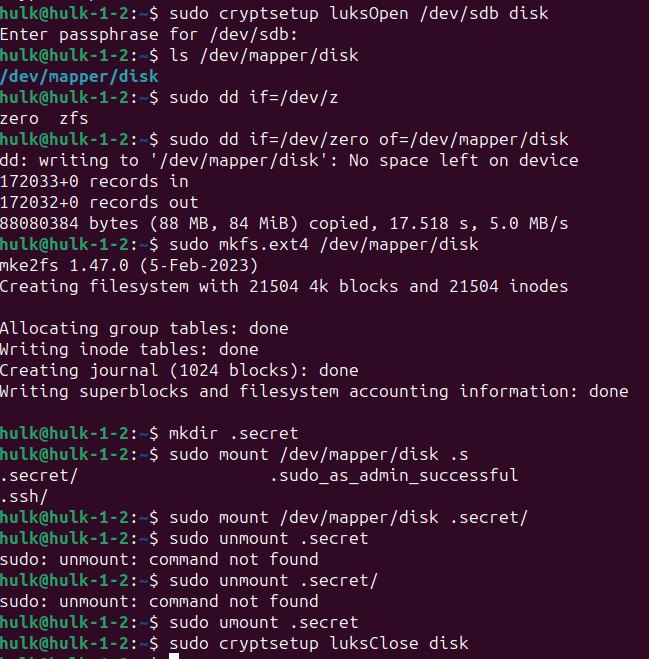 hulk@hulk-1-2:~$ sudo cryptsetup luksOpen /dev/sdb disk
Enter passphrase for /dev/sdb:
hulk@hulk-1-2:~$ ls /dev/mapper/disk
/dev/mapper/disk
hulk@hulk-1-2:~$ sudo dd if=/dev/z
zero  zfs
hulk@hulk-1-2:~$ sudo dd if=/dev/zero of=/dev/mapper/disk
dd: writing to '/dev/mapper/disk': No space left on device
172033+0 records in
172032+0 records out
88080384 bytes (88 MB, 84 MiB) copied, 17.518 s, 5.0 MB/s
hulk@hulk-1-2:~$ sudo mkfs.ext4 /dev/mapper/disk
mke2fs 1.47.0 (5-Feb-2023)
Creating filesystem with 21504 4k blocks and 21504 inodes
Allocating group tables: done
Writing inode tables: done
Creating journal (1024 blocks): done
Writing superblocks and filesystem accounting information: done
hulk@hulk-1-2:~$ mkdir .secret
hulk@hulk-1-2:~$ sudo mount /dev/mapper/disk .s
.secret/                  .sudo_as_admin_successful
.ssh/
hulk@hulk-1-2:~$ sudo mount /dev/mapper/disk .secret/
hulk@hulk-1-2:~$ sudo unmount .secret
sudo: unmount: command not found
hulk@hulk-1-2:~$ sudo unmount .secret/
sudo: unmount: command not found
hulk@hulk-1-2:~$ sudo umount .secret
hulk@hulk-1-2:~$ sudo cryptsetup luksClose disk